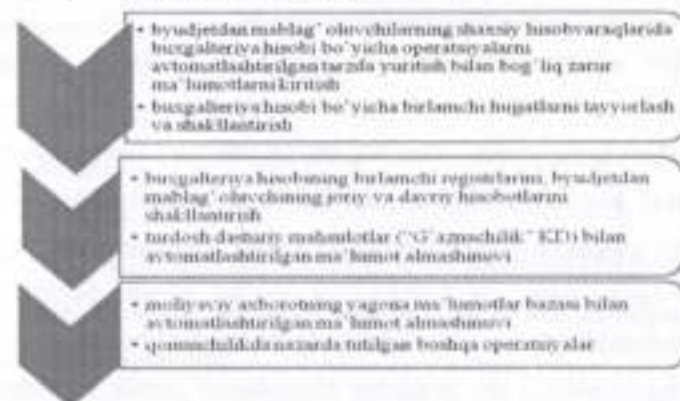 • byudjetdan mablag' oluvchilarning shaxsiy hisobvaraqlarida
buxgalteriya hisobi bo'yicha operatsiyalarni
avtomatlashtirilgan tarzda yuritish bilan bog'liq zarur
ma'lumotlarni kiritish
• buxgalteriya hisobi bo'yicha birlamchi hujjatlarni tayyorlash
va shakllantirish
• buxgalteriya hisobining birlamchi registrlarini, byudjetdan
mablag' oluvchining joriy va davriy hisobotlarini
shakllantirish
• turdosh dasturiy mahsulotlar ("G'aznachilik" KD) bilan
avtomatlashtirilgan ma'lumot almashinuvi
• moliyaviy axborotning yagona ma'lumotlar bazasi bilan
avtomatlashtirilgan ma'lumot almashinuvi
• qonunchilikda nazarda tutilgan boshqa operatsiyalar